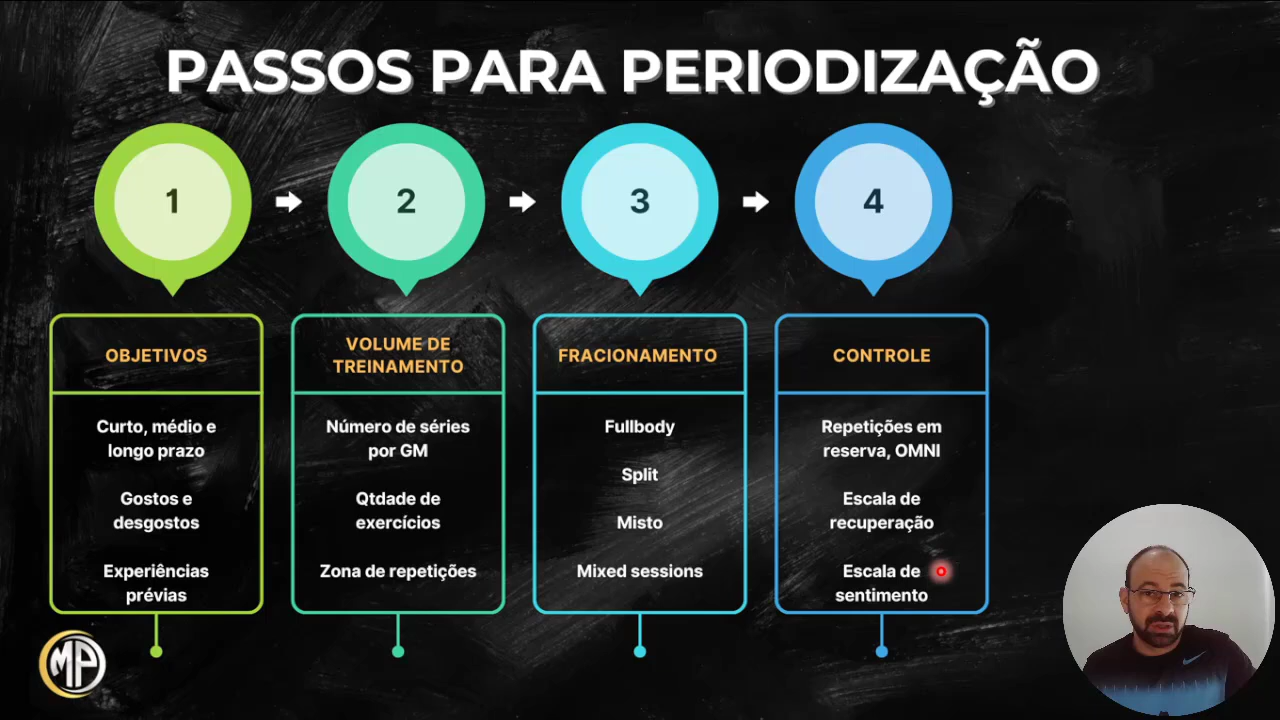 PASSOS PARA PERIODIZAÇÃO
1
2
3
4
OBJETIVOS
Curto, médio e
longo prazo
Gostos e
desgostos
Experiências
prévias
VOLUME DE
TREINAMENTO
Número de séries
por GM
Qtdade de
exercícios
Zona de repetições
FRACIONAMENTO
Fullbody
Split
Misto
Mixed sessions
CONTROLE
Repetições em
reserva, OMNI
Escala de
recuperação
Escala de
sentimento
MP